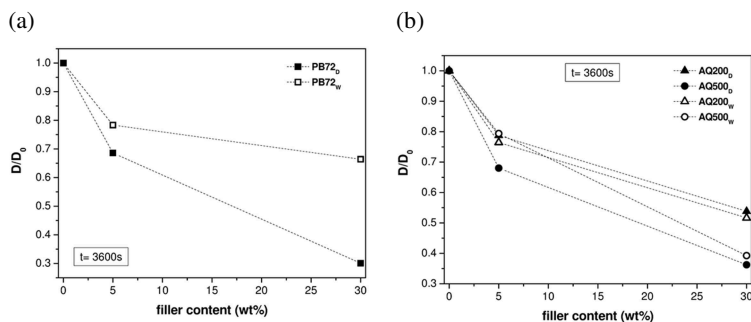 (a)
1.0
0.9
0.8
0.7
0.6
0.5
0.4
0.3
D/D0
0 5 10 15 20 25 30
filler content (wt%)
PB72D
PB72W
t= 3600s
(b)
1.0
0.9
0.8
0.7
0.6
0.5
0.4
0.3
D/D0
0 5 10 15 20 25 30
filler content (wt%)
t= 3600s
AQ200D
AQ500D
AQ200W
AQ500W